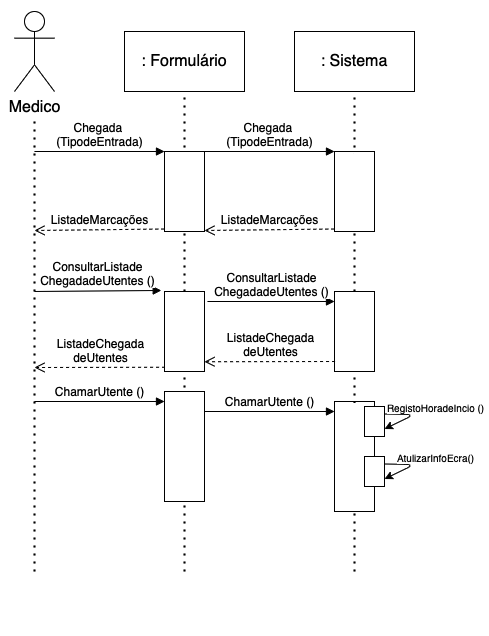 Medico
: Formulário
: Sistema
Chegada
(TipodeEntrada)
Chegada
(TipodeEntrada)
ListadeMarcações
ListadeMarcações
ConsultarListade
ChegadadeUtentes ()
ConsultarListade
ChegadadeUtentes ()
ListadeChegada
deUtentes
ListadeChegada
deUtentes
ChamarUtente ()
ChamarUtente ()
RegistoHoradeIncio ()
AtulizarInfoEcra()